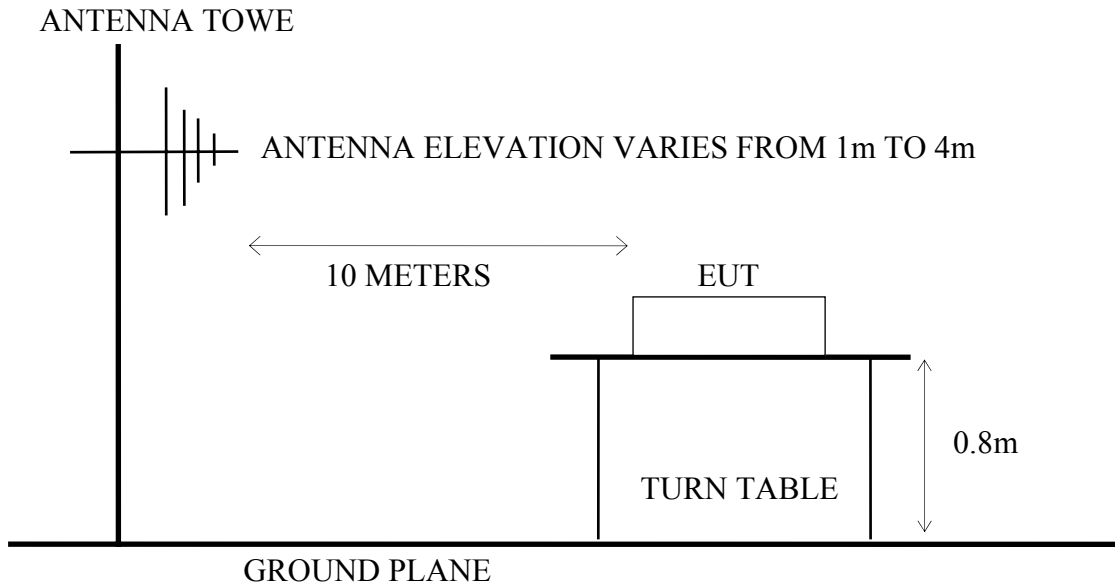 ANTENNA TOWE
ANTENNA ELEVATION VARIES FROM 1m TO 4m
10 METERS
EUT
0.8m
TURN TABLE
GROUND PLANE